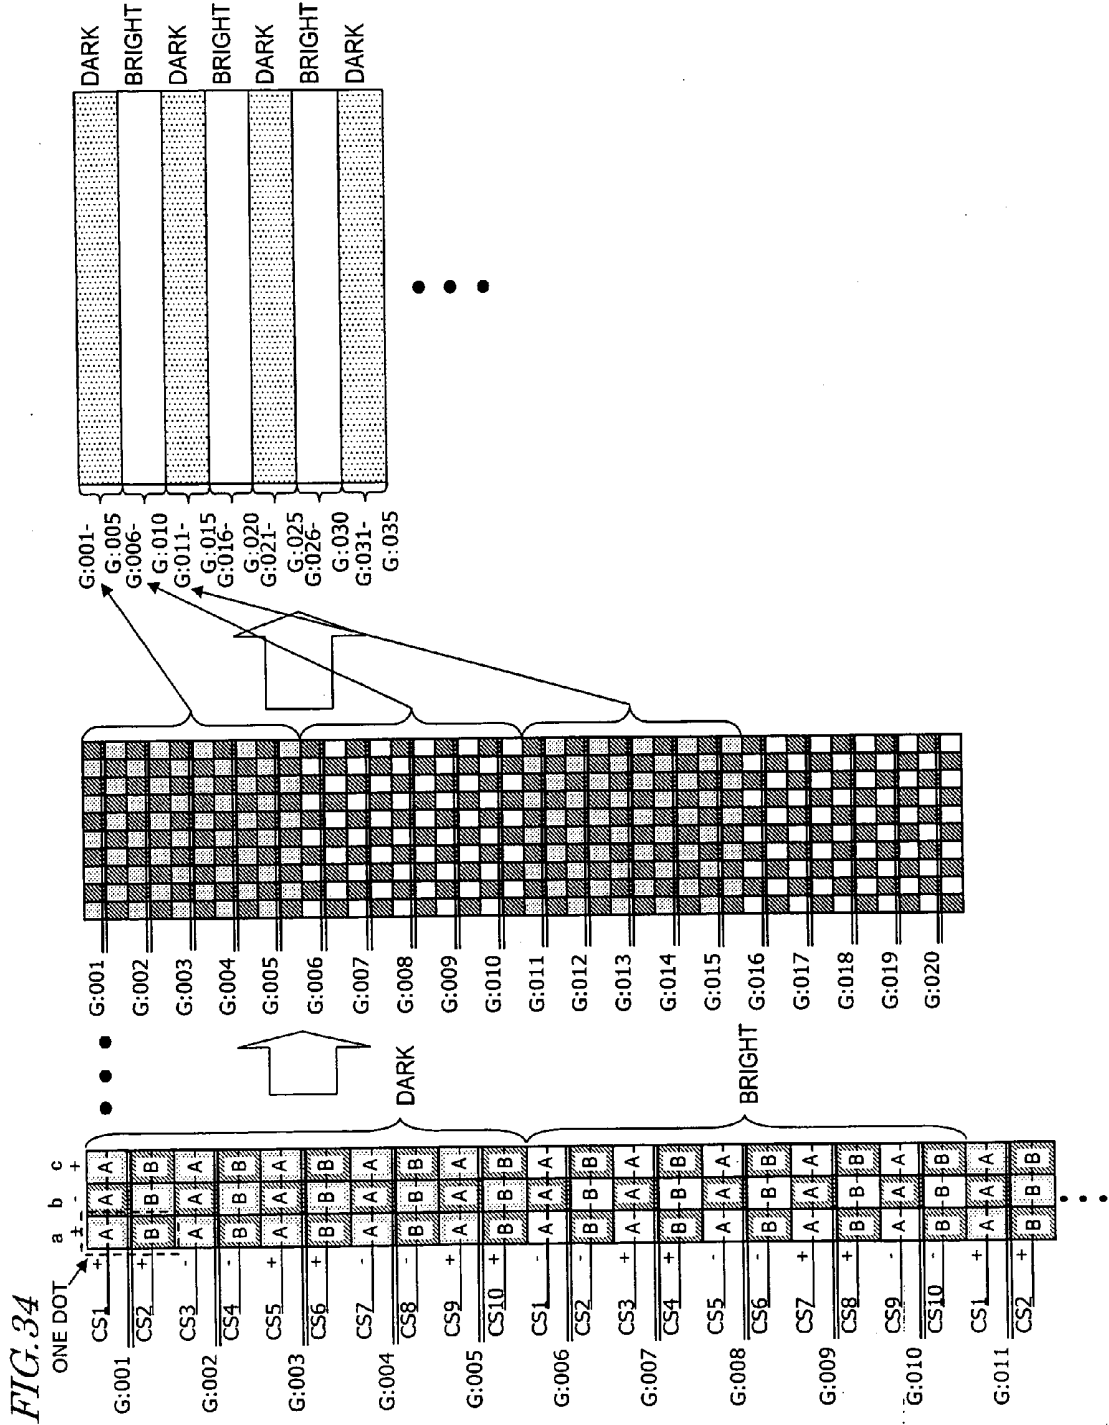 FIG.34
ONE DOT
a b c
± - +
CS1 + A A A
G:001
CS2 + B B B
CS3 - A A A
G:002
CS4 - B B B
CS5 + A A A
G:003
CS6 + B B B
CS7 - A A A
G:004
CS8 - B B B
CS9 + A A A
G:005
CS10 + B B B
CS1 - A A A
G:006
CS2 - B B B
CS3 + A A A
G:007
CS4 + B B B
CS5 - A A A
G:008
CS6 - B B B
CS7 + A A A
G:009
CS8 + B B B
CS9 - A A A
G:010
CS10 - B B B
CS1 + A A A
G:011
CS2 + B B B
DARK
BRIGHT
G:001
G:002
G:003
G:004
G:005
G:006
G:007
G:008
G:009
G:010
G:011
G:012
G:013
G:014
G:015
G:016
G:017
G:018
G:019
G:020
G:001-
G:005
G:006-
G:010
G:011-
G:015
G:016-
G:020
G:021-
G:025
G:026-
G:030
G:031-
G:035
DARK
BRIGHT
DARK
BRIGHT
DARK
BRIGHT
DARK